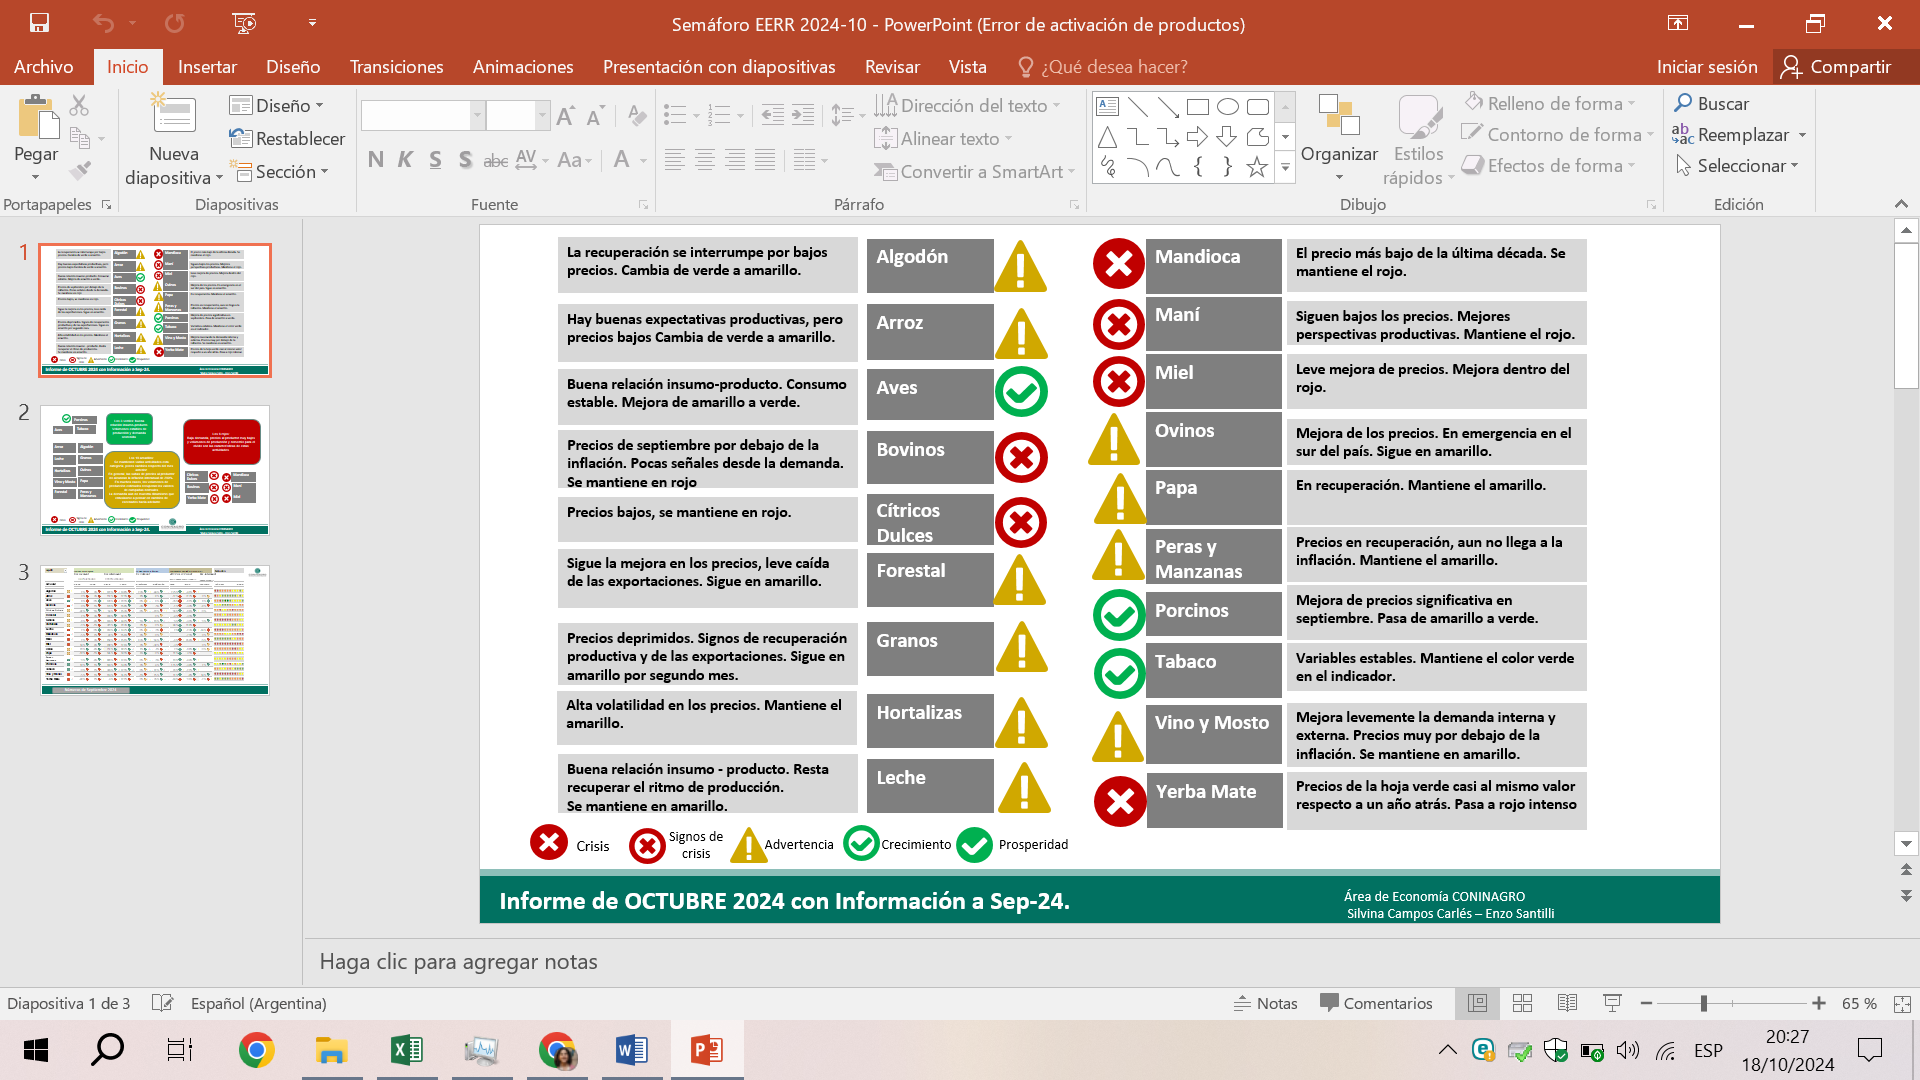 Semáforo EERR 2024-10 - PowerPoint (Error de activación de productos)
Archivo
Inicio
Insertar
Diseño
Transiciones
Animaciones
Presentación con diapositivas
Revisar
Vista
¿Qué desea hacer?
Iniciar sesión
Compartir
Pegar
Portapapeles
Nueva
diapositiva
Diseño
Restablecer
Sección
Diapositivas
N K S S abc AV Aa A
Fuente
Párrafo
Dirección del texto
Alinear texto
Convertir a SmartArt
Organizar
Estilos
rápidos
Relleno de forma
Contorno de forma
Efectos de forma
Dibujo
Buscar
Reemplazar
Seleccionar
Edición
1
2
3
La recuperación se interrumpe por bajos
precios. Cambia de verde a amarillo.
Algodón
Hay buenas expectativas productivas, pero
precios bajos Cambia de verde a amarillo.
Arroz
Buena relación insumo-producto. Consumo
estable. Mejora de amarillo a verde.
Aves
Precios de septiembre por debajo de la
inflación. Pocas señales desde la demanda.
Se mantiene en rojo
Bovinos
Precios bajos, se mantiene en rojo.
Cítricos
Dulces
Sigue la mejora en los precios, leve caída
de las exportaciones. Sigue en amarillo.
Forestal
Precios deprimidos. Signos de recuperación
productiva y de las exportaciones. Sigue en
amarillo por segundo mes.
Granos
Alta volatilidad en los precios. Mantiene el
amarillo.
Hortalizas
Buena relación insumo - producto. Resta
recuperar el ritmo de producción.
Se mantiene en amarillo.
Leche
Mandioca
El precio más bajo de la última década. Se
mantiene el rojo.
Maní
Siguen bajos los precios. Mejores
perspectivas productivas. Mantiene el rojo.
Miel
Leve mejora de precios. Mejora dentro del
rojo.
Ovinos
Mejora de los precios. En emergencia en el
sur del país. Sigue en amarillo.
Papa
En recuperación. Mantiene el amarillo.
Peras y
Manzanas
Precios en recuperación, aun no llega a la
inflación. Mantiene el amarillo.
Porcinos
Mejora de precios significativa en
septiembre. Pasa de amarillo a verde.
Tabaco
Variables estables. Mantiene el color verde
en el indicador.
Vino y Mosto
Mejora levemente la demanda interna y
externa. Precios muy por debajo de la
inflación. Se mantiene en amarillo.
Yerba Mate
Precios de la hoja verde casi al mismo valor
respecto a un año atrás. Pasa a rojo intenso
Crisis
Signos de
crisis
Advertencia
Crecimiento
Prosperidad
Informe de OCTUBRE 2024 con Información a Sep-24.
Área de Economía CONINAGRO
Silvina Campos Carlés – Enzo Santilli
Haga clic para agregar notas
Diapositiva 1 de 3
Español (Argentina)
Notas
Comentarios
65 %
ESP
20:27
18/10/2024